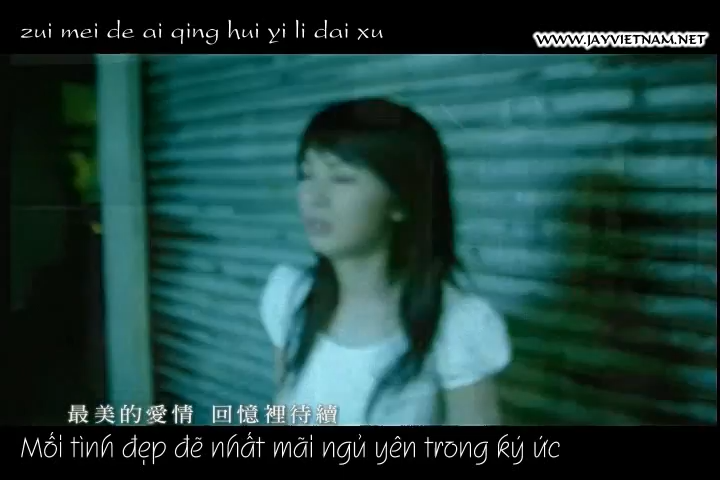 zui mei de ai qing hui yi li dai xu
WWW.JAYVIETNAM.NET
最美的愛情 回憶裡待續
Mối tình đẹp đẽ nhất mãi ngủ yên trong ký ức